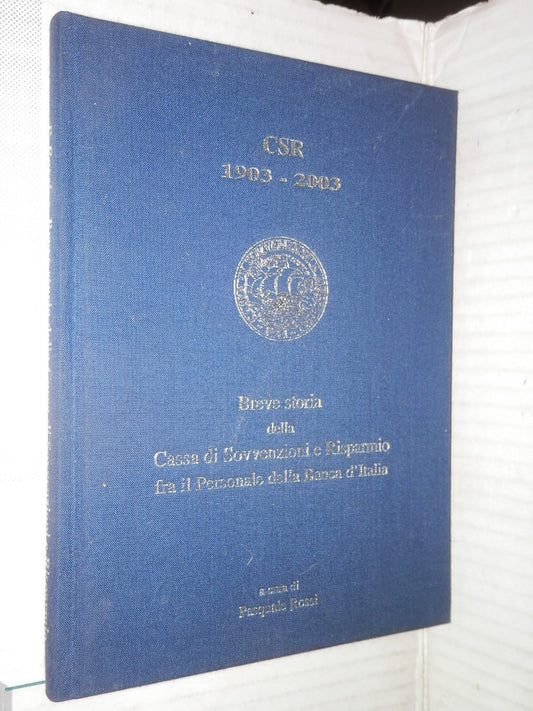 CSR
1903 - 2003
Breve storia
della
Cassa di Sovvenzioni e Risparmio
fra il Personale della Banca d'Italia
a cura di
Pasquale Rossi